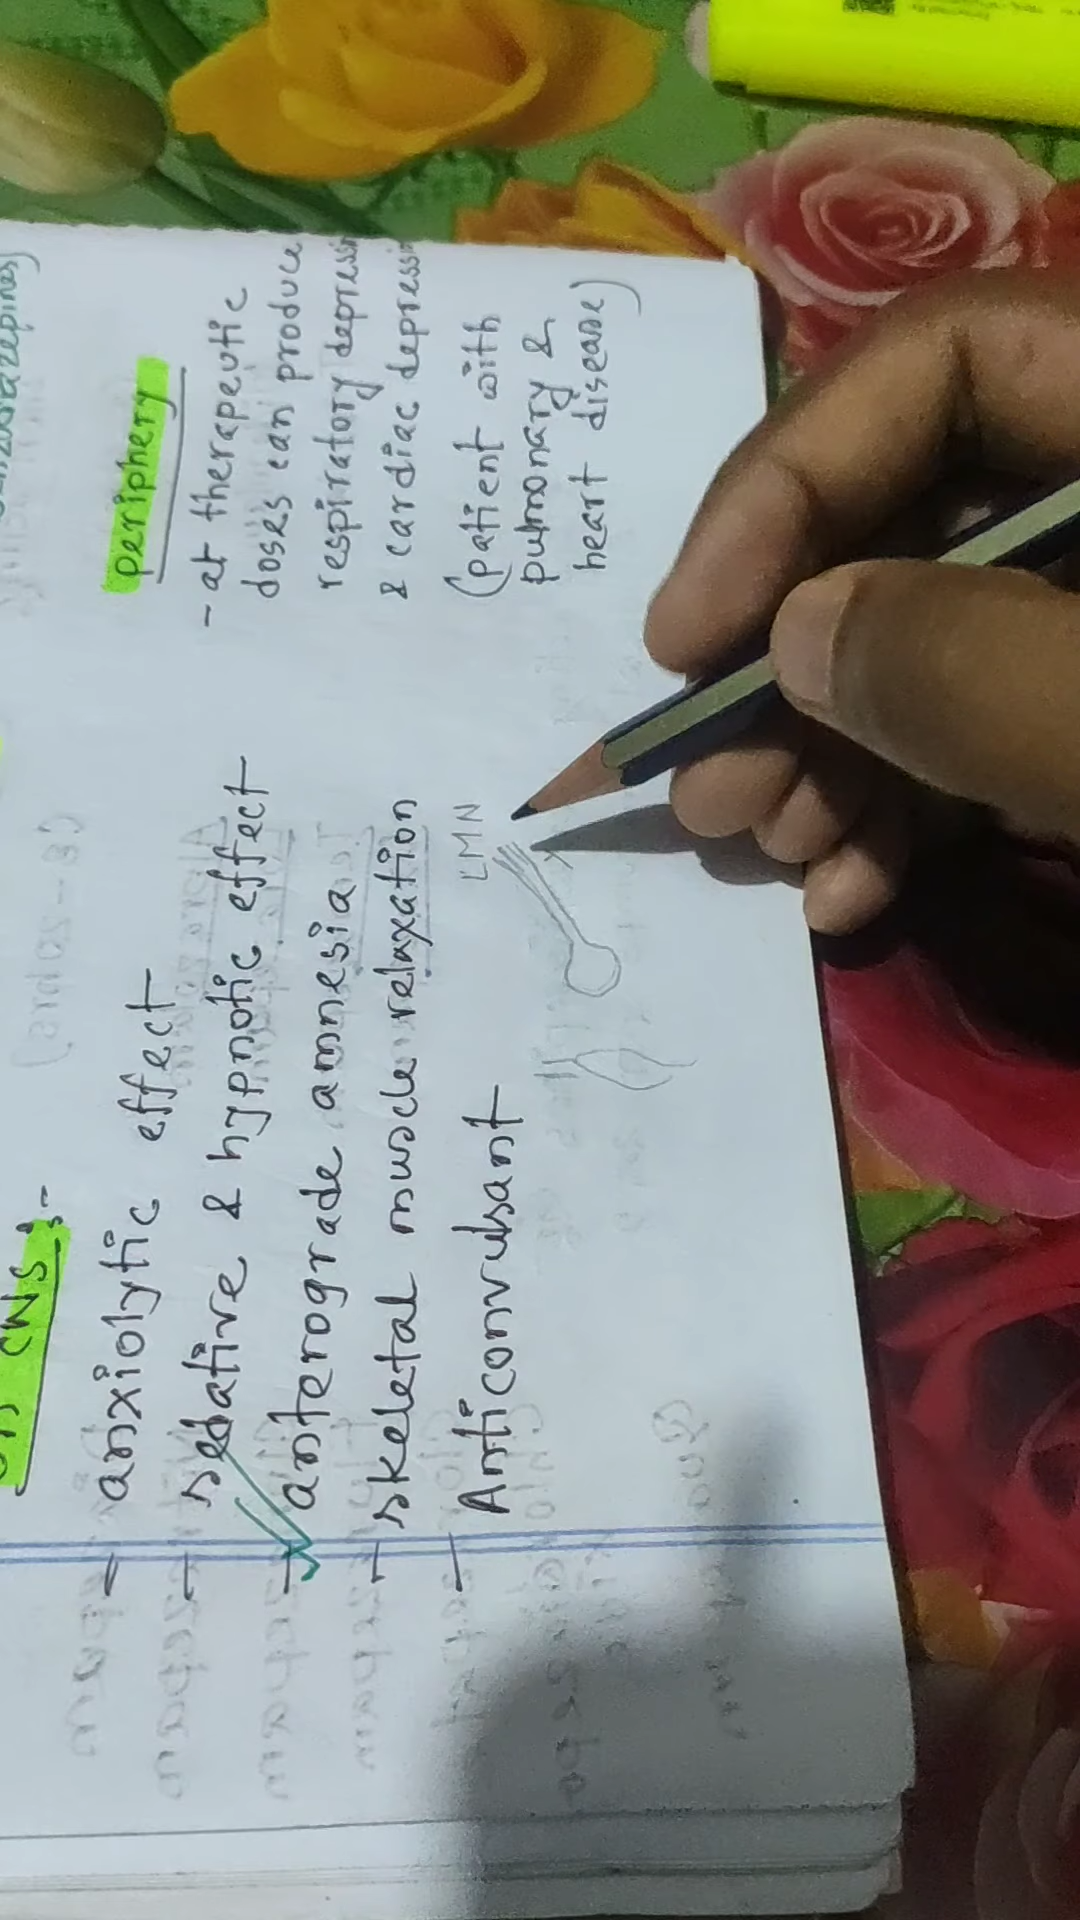 CNS :-
- anxiolytic effect
- sedative & hypnotic effect
- anterograde amnesia
- skeletal muscle relaxation
- Anticonvulsant
LMN
periphery
- at therapeutic
doses can produce
respiratory depressi
& cardiac depressi
(patient with
pulmonary &
heart disease)